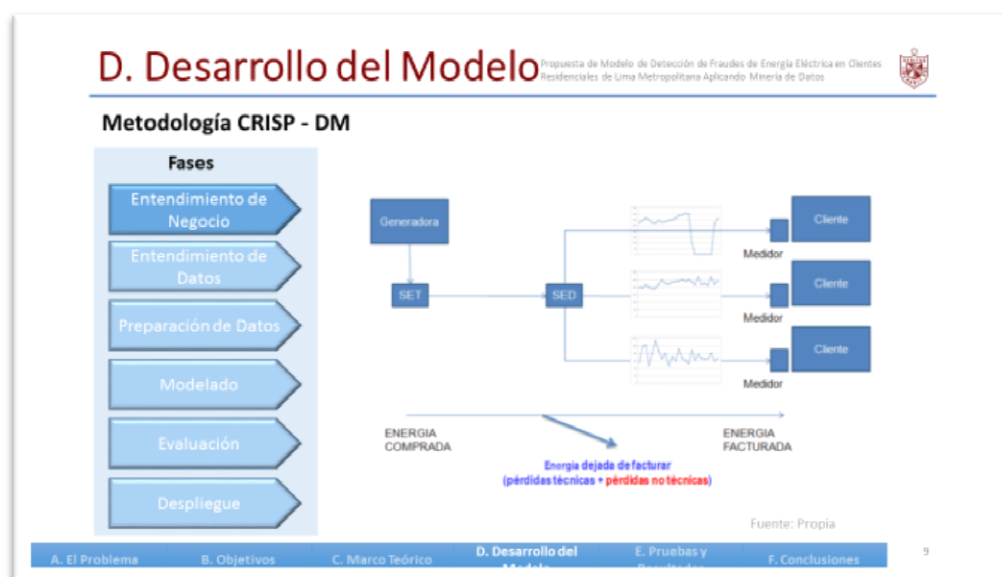 D. Desarrollo del Modelo
Propuesta de Modelo de Detección de Fraudes de Energía Eléctrica en Clientes
Residenciales de Lima Metropolitana Aplicando Minería de Datos
Metodología CRISP - DM
Fases
Entendimiento de
Negocio
Entendimiento de
Datos
Preparación de Datos
Modelado
Evaluación
Despliegue
Generadora
SET
SED
Medidor
Cliente
Medidor
Cliente
Medidor
Cliente
ENERGIA
COMPRADA
ENERGIA
FACTURADA
Energía dejada de facturar
(pérdidas técnicas + pérdidas no técnicas)
Fuente: Propia
A. El Problema
B. Objetivos
C. Marco Teórico
D. Desarrollo del
Modelo
E. Pruebas y
Resultados
F. Conclusiones
9